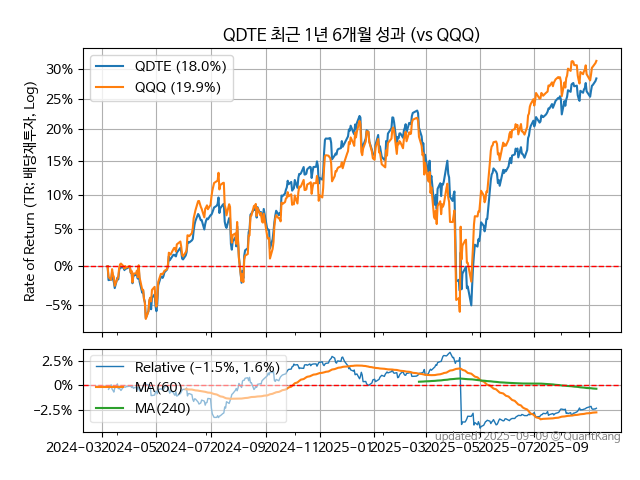 QDTE 최근 1년 6개월 성과 (vs QQQ)
Rate of Return (TR: 배당재투자, Log)
30%
25%
20%
15%
10%
5%
0%
−5%
QDTE (18.0%)
QQQ (19.9%)
2.5%
0%
−2.5%
Relative (−1.5%, 1.6%)
MA(60)
MA(240)
2024-03 2024-05 2024-07 2024-09 2024-11 2025-01 2025-03 2025-05 2025-07 2025-09
updated: 2025-09-09 © QuantKang